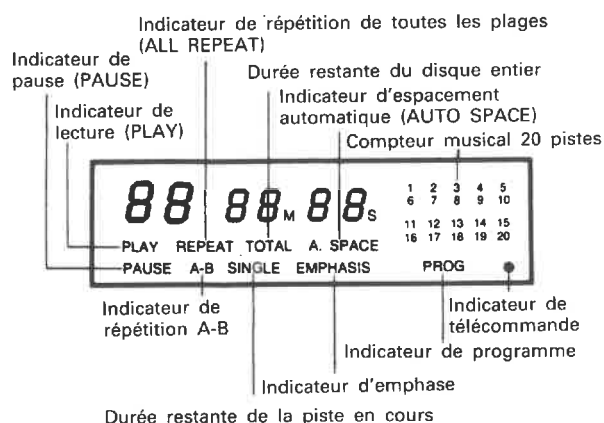 Indicateur de répétition de toutes les plages
(ALL REPEAT)
Indicateur de
pause (PAUSE)
Durée restante du disque entier
Indicateur d'espacement
automatique (AUTO SPACE)
Indicateur de
lecture (PLAY)
Compteur musical 20 pistes
88 88M 88S
1 2 3 4 5
6 7 8 9 10
11 12 13 14 15
16 17 18 19 20
PLAY REPEAT TOTAL A. SPACE
PAUSE A-B SINGLE EMPHASIS PROG
Indicateur de
répétition A-B
Indicateur de
télécommande
Indicateur de programme
Indicateur d'emphase
Durée restante de la piste en cours